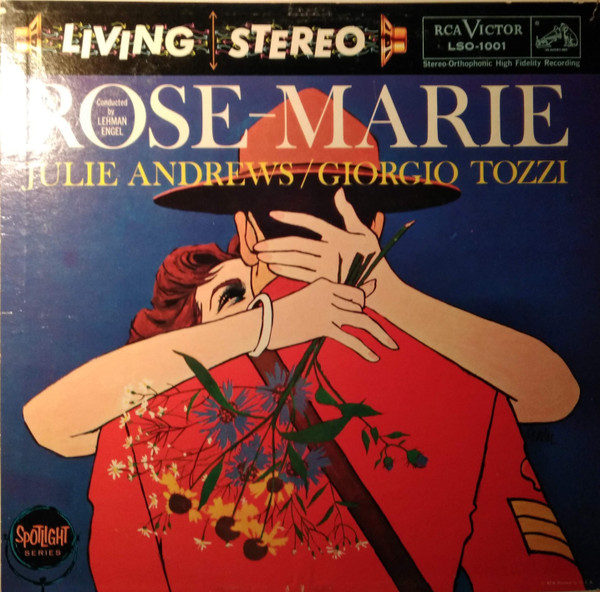 LIVING STEREO
RCA VICTOR
LSO-1001
Stereo-Orthophonic High Fidelity Recording
ROSE-MARIE
Conducted
by
LEHMAN
ENGEL
JULIE ANDREWS/GIORGIO TOZZI
SPOTLIGHT
SERIES